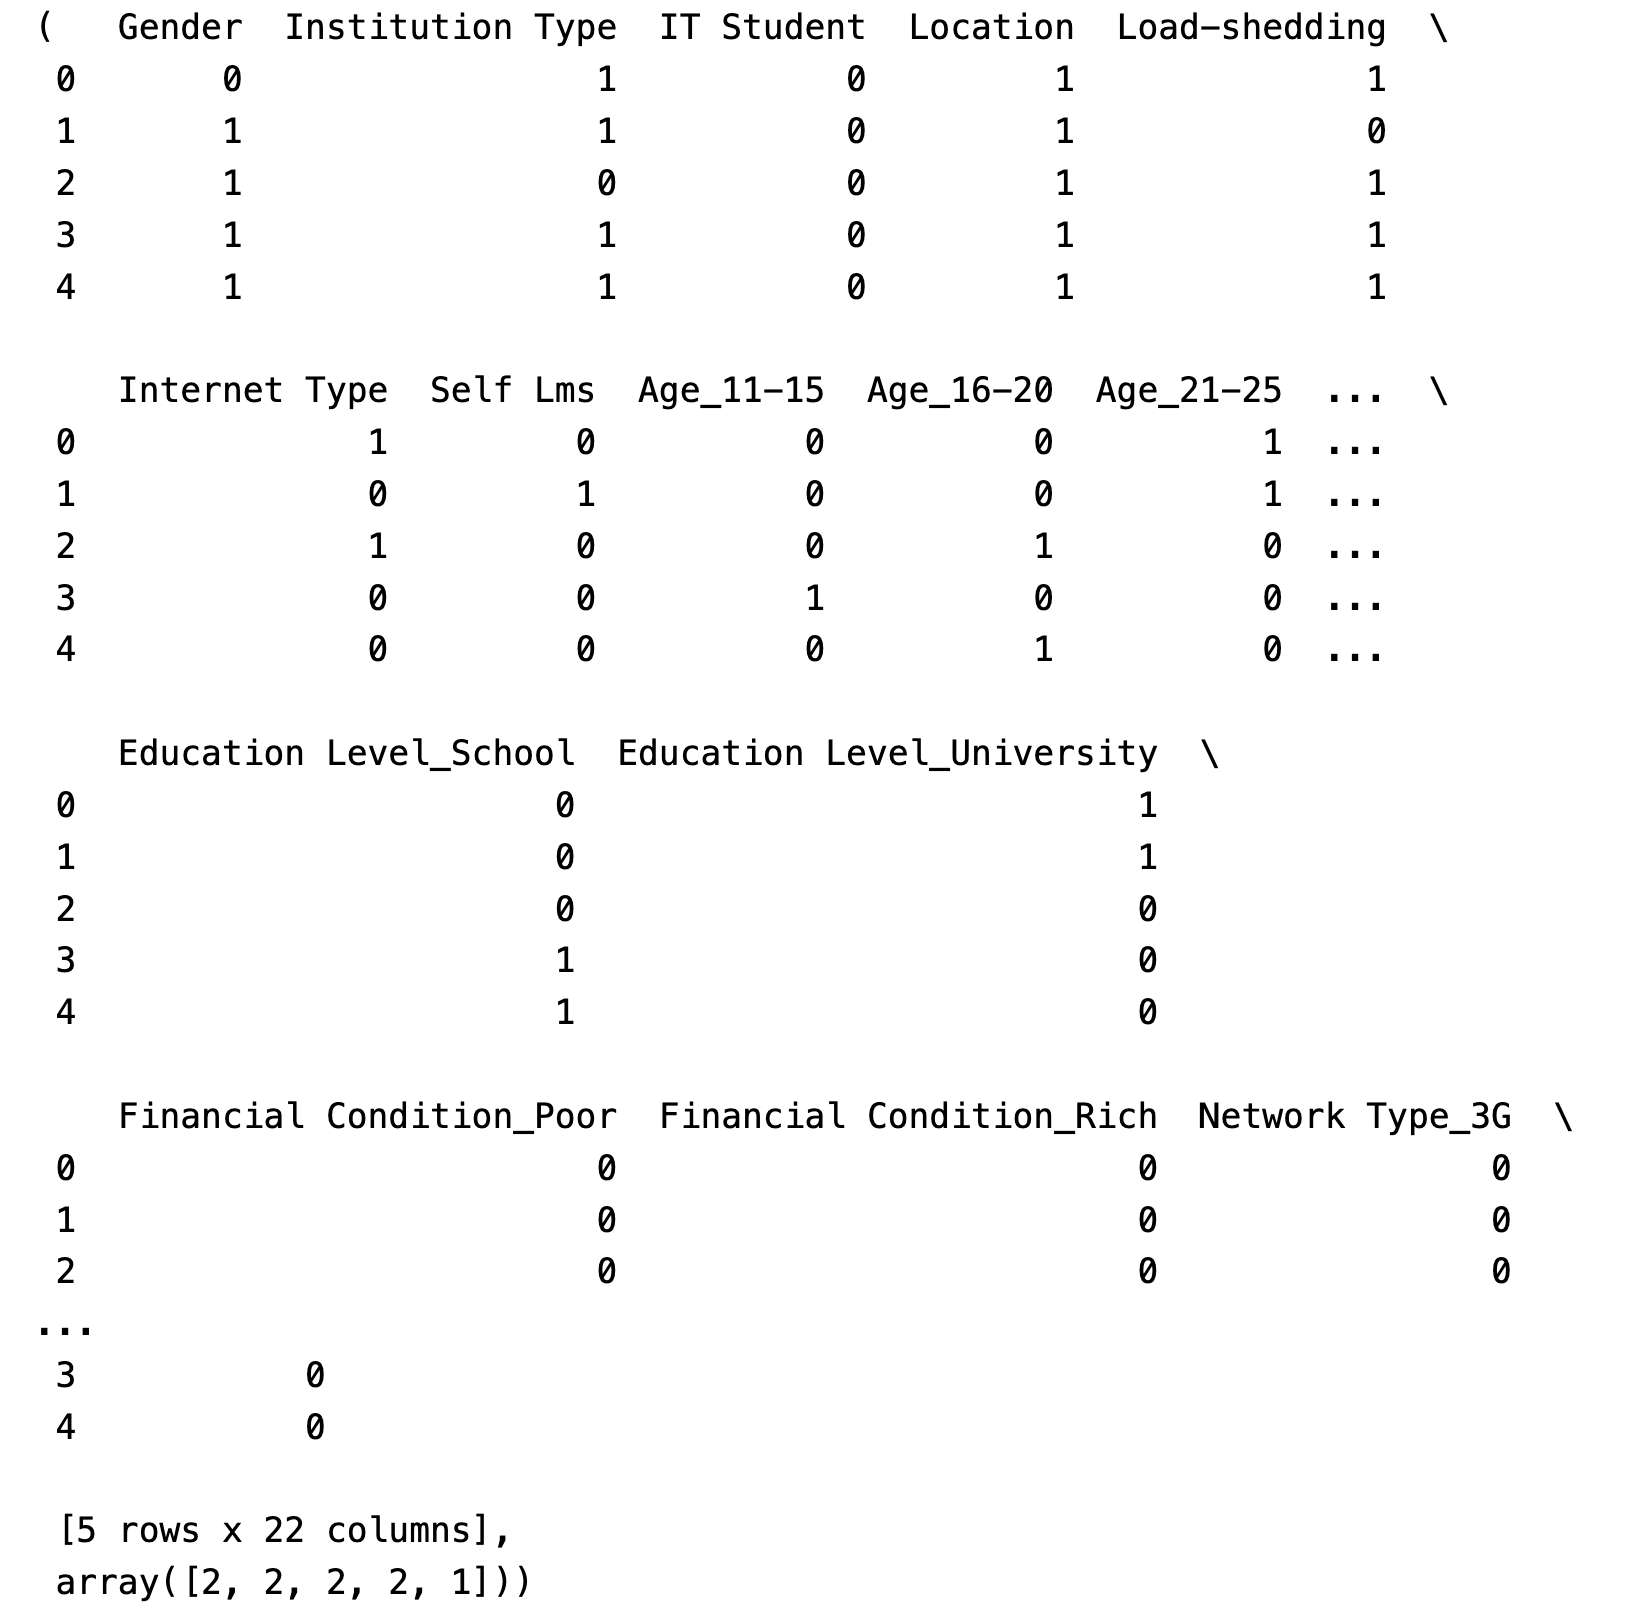 (   Gender  Institution Type  IT Student  Location  Load-shedding  \
0       0                 1           0         1              1
1       1                 1           0         1              0
2       1                 0           0         1              1
3       1                 1           0         1              1
4       1                 1           0         1              1
Internet Type  Self Lms  Age_11-15  Age_16-20  Age_21-25  ...  \
0              1         0          0          0          1  ...
1              0         1          0          0          1  ...
2              1         0          0          1          0  ...
3              0         0          1          0          0  ...
4              0         0          0          1          0  ...
Education Level_School  Education Level_University  \
0                       0                           1
1                       0                           1
2                       0                           0
3                       1                           0
4                       1                           0
Financial Condition_Poor  Financial Condition_Rich  Network Type_3G  \
0                         0                         0                0
1                         0                         0                0
2                         0                         0                0
...
3           0
4           0
[5 rows x 22 columns],
array([2, 2, 2, 2, 1]))